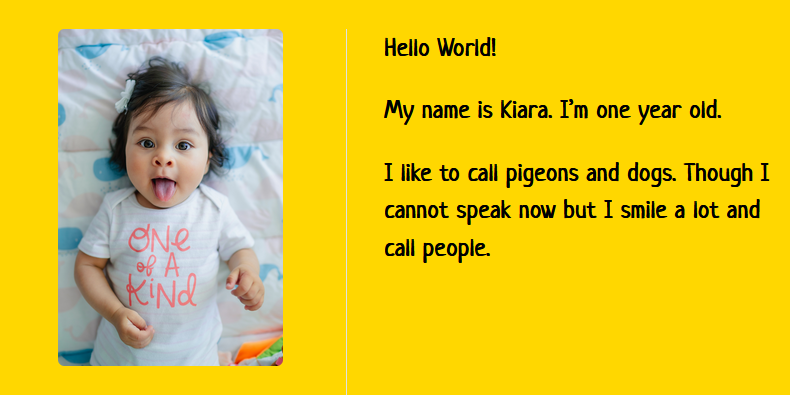 Hello World!
My name is Kiara. I'm one year old.
I like to call pigeons and dogs. Though I
cannot speak now but I smile a lot and
call people.
ONe
of A
KiNd